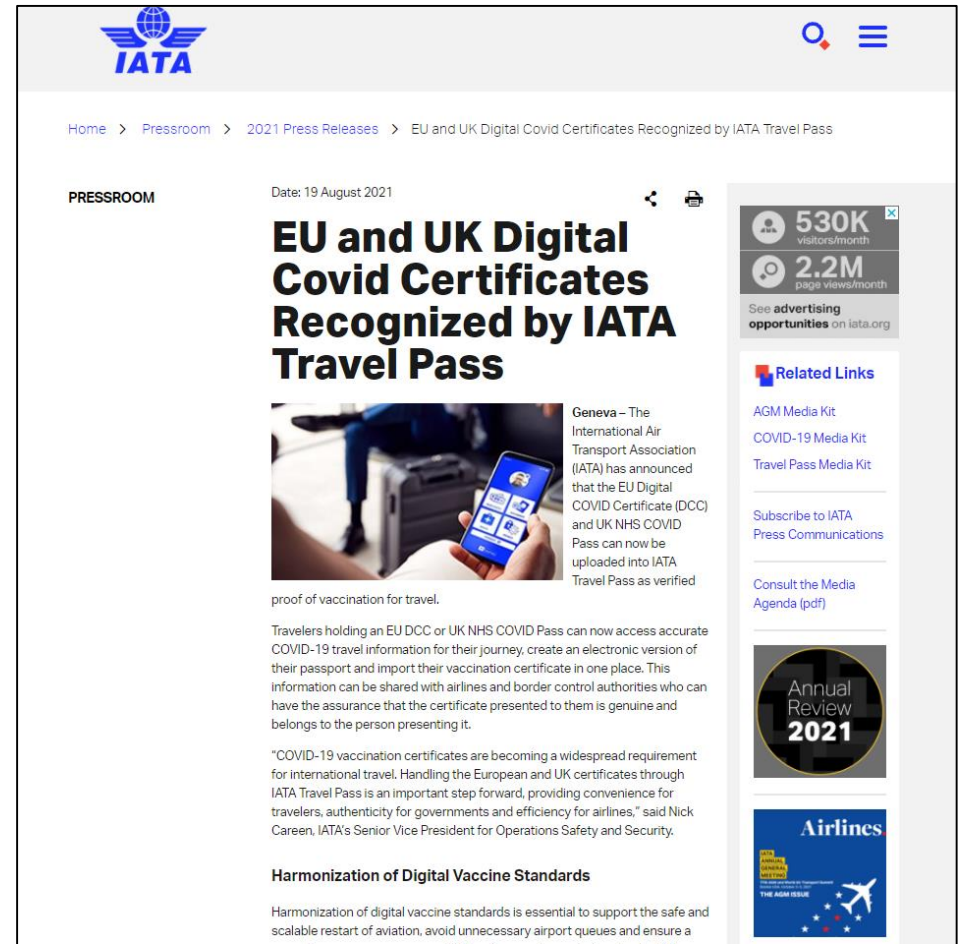 IATA
Home > Pressroom > 2021 Press Releases > EU and UK Digital Covid Certificates Recognized by IATA Travel Pass
PRESSROOM
Date: 19 August 2021
EU and UK Digital
Covid Certificates
Recognized by IATA
Travel Pass
Geneva – The
International Air
Transport Association
(IATA) has announced
that the EU Digital
COVID Certificate (DCC)
and UK NHS COVID
Pass can now be
uploaded into IATA
Travel Pass as verified
proof of vaccination for travel.
Travelers holding an EU DCC or UK NHS COVID Pass can now access accurate
COVID-19 travel information for their journey, create an electronic version of
their passport and import their vaccination certificate in one place. This
information can be shared with airlines and border control authorities who can
have the assurance that the certificate presented to them is genuine and
belongs to the person presenting it.
“COVID-19 vaccination certificates are becoming a widespread requirement
for international travel. Handling the European and UK certificates through
IATA Travel Pass is an important step forward, providing convenience for
travelers, authenticity for governments and efficiency for airlines,” said Nick
Careen, IATA’s Senior Vice President for Operations Safety and Security.
Harmonization of Digital Vaccine Standards
Harmonization of digital vaccine standards is essential to support the safe and
scalable restart of aviation, avoid unnecessary airport queues and ensure a
530K
visitors/month
2.2M
page views/month
See advertising
opportunities on iata.org
Related Links
AGM Media Kit
COVID-19 Media Kit
Travel Pass Media Kit
Subscribe to IATA
Press Communications
Consult the Media
Agenda (pdf)
Annual
Review
2021
Airlines.
IATA
ANNUAL
GENERAL
MEETING
THE AGM ISSUE